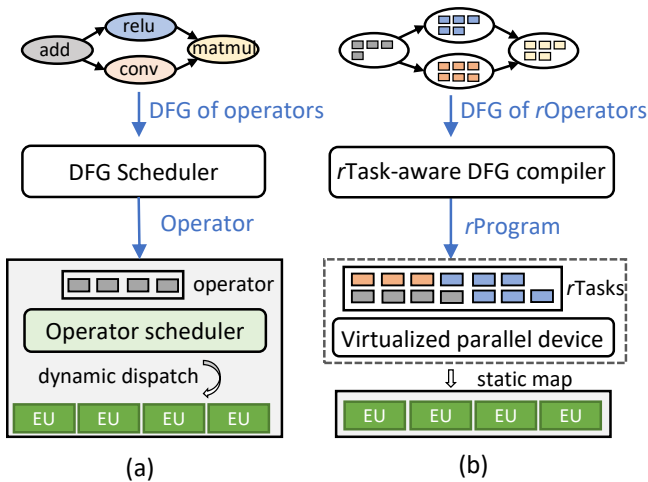 relu
add
matmul
conv
DFG of operators
DFG Scheduler
Operator
operator
Operator scheduler
dynamic dispatch
EU EU EU EU
(a)
DFG of rOperators
rTask-aware DFG compiler
rProgram
rTasks
Virtualized parallel device
static map
EU EU EU EU
(b)